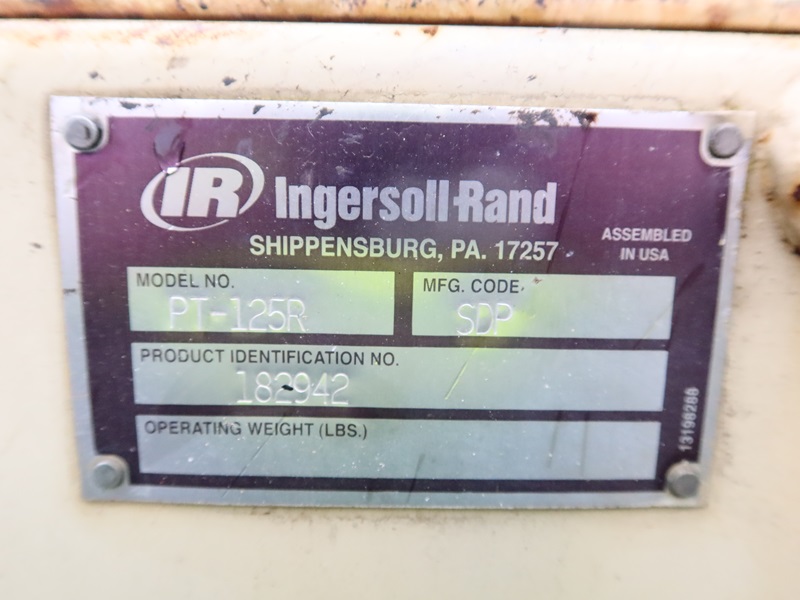 IR Ingersoll-Rand
SHIPPENSBURG, PA. 17257
ASSEMBLED
IN USA
MODEL NO.
PT-125R
MFG. CODE
SDP
PRODUCT IDENTIFICATION NO.
182942
OPERATING WEIGHT (LBS.)
13198288